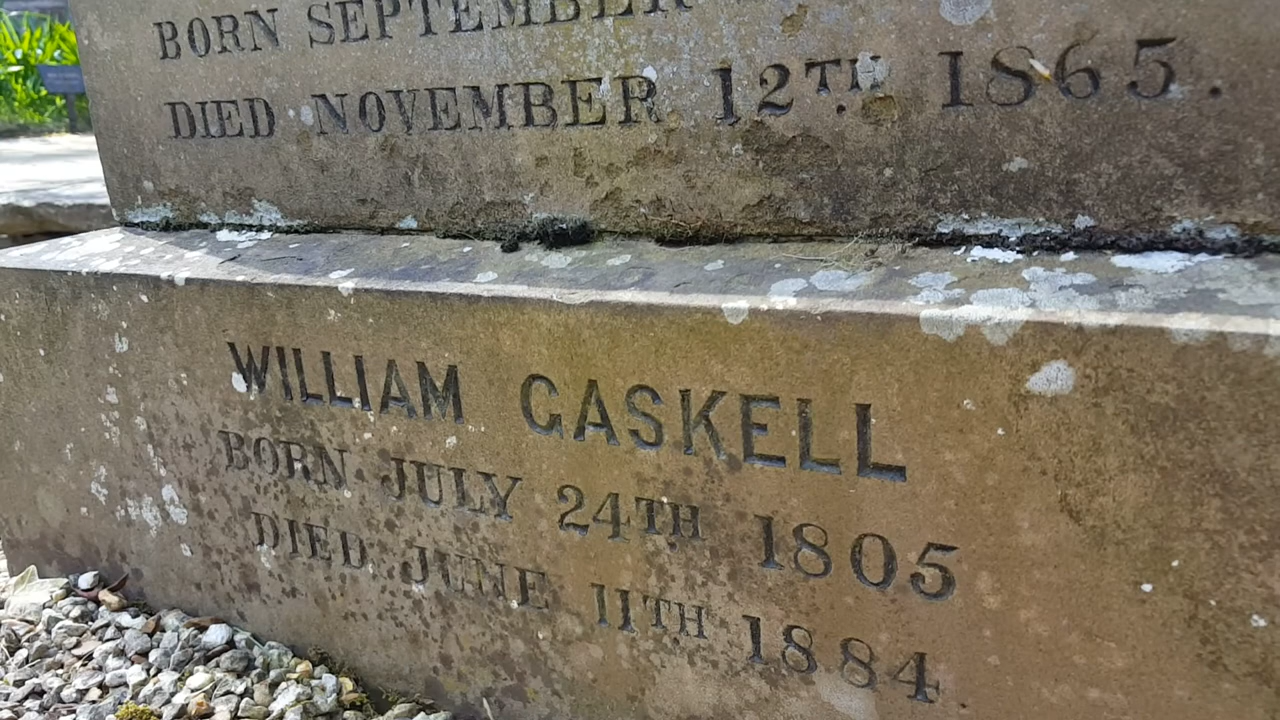 BORN SEPTEMBER
DIED NOVEMBER 12TH 1865.
WILLIAM GASKELL
BORN JULY 24TH 1805
DIED JUNE 11TH 1884